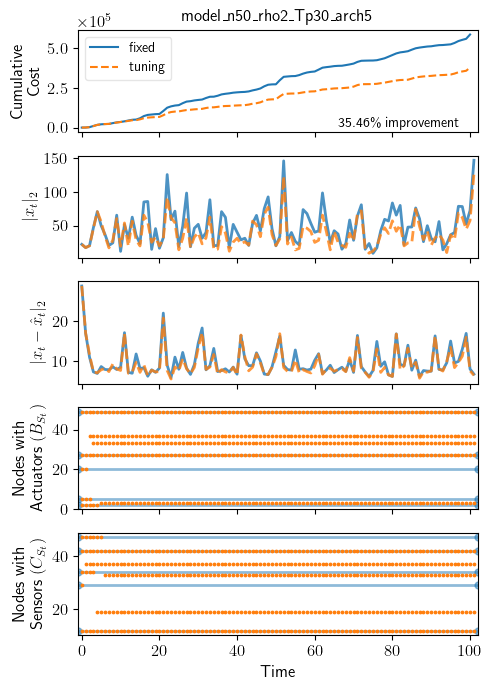 model_n50_rho2_Tp30_arch5
×10⁵
5.0
2.5
0.0
Cumulative
Cost
fixed
tuning
35.46% improvement
150
100
50
|x_t|_2
20
10
|x_t − x̂_t|_2
40
20
0
Nodes with
Actuators (B_{S_t})
40
20
Nodes with
Sensors (C_{S_t})
0 20 40 60 80 100
Time